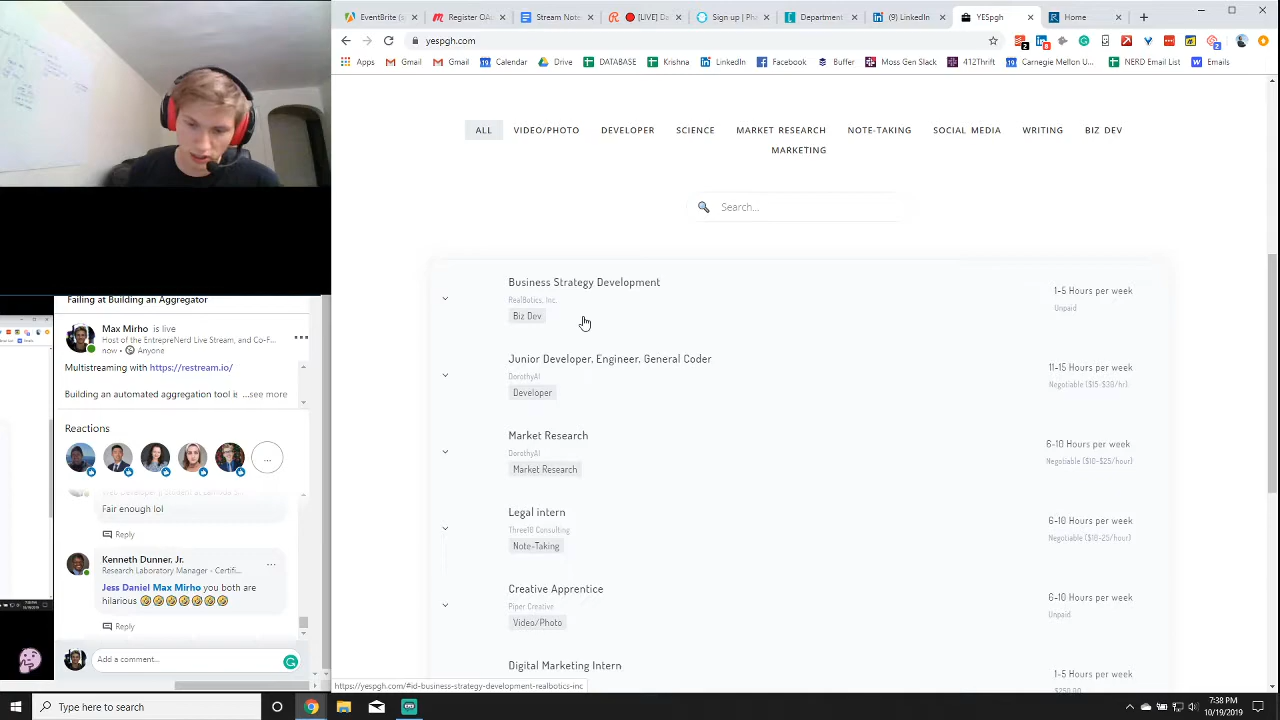 EventBrite (s
Register OA
Stream Note
[LIVE] Da
Sign up | Ph
Department
(9) LinkedIn
YESpgh
Home
yespgh.com
Apps
Gmail
Gmail
Calendar
Drive
DATABASE
Krishna
LinkedIn
Facebook
Buffer
Moss Gen Slack
412Thrift
Carnegie Mellon U...
NERD Email List
Emails
ALL
VIDEO/PHOTO
DEVELOPER
SCIENCE
MARKET RESEARCH
NOTE-TAKING
SOCIAL MEDIA
WRITING
BIZ DEV
MARKETING
Search...
Business Strategy Development
RealBotics, Inc.
Biz Dev
1-5 Hours per week
Unpaid
Junior Developer, Engineer, General Coder
DorothyAI
Developer
11-15 Hours per week
Negotiable ($15-$30/hr)
Market Research
DorothyAI
Market Research
6-10 Hours per week
Negotiable ($10-$25/hour)
Legal intern
Three10 Consulting
Note-Taking
6-10 Hours per week
Negotiable ($18-25/hour)
Creative Apprentice
Piper Creative
Video/Photo
6-10 Hours per week
Unpaid
Digital Marketing Intern
1-5 Hours per week
https://yespgh.com/#id-business-strategy-development-realbotics-inc
Failing at Building an Aggregator
Max Mirho is live
Host of the EntrepreNerd Live Stream, and Co-F...
now • Anyone
Multistreaming with https://restream.io/
Building an automated aggregation tool is ...see more
Reactions
...
Fair enough lol
Reply
Kenneth Dunner, Jr.
Research Laboratory Manager - Certifi...
Jess Daniel Max Mirho you both are
hilarious
Reply
Add a comment...
Type here to search
7:38 PM
10/19/2019